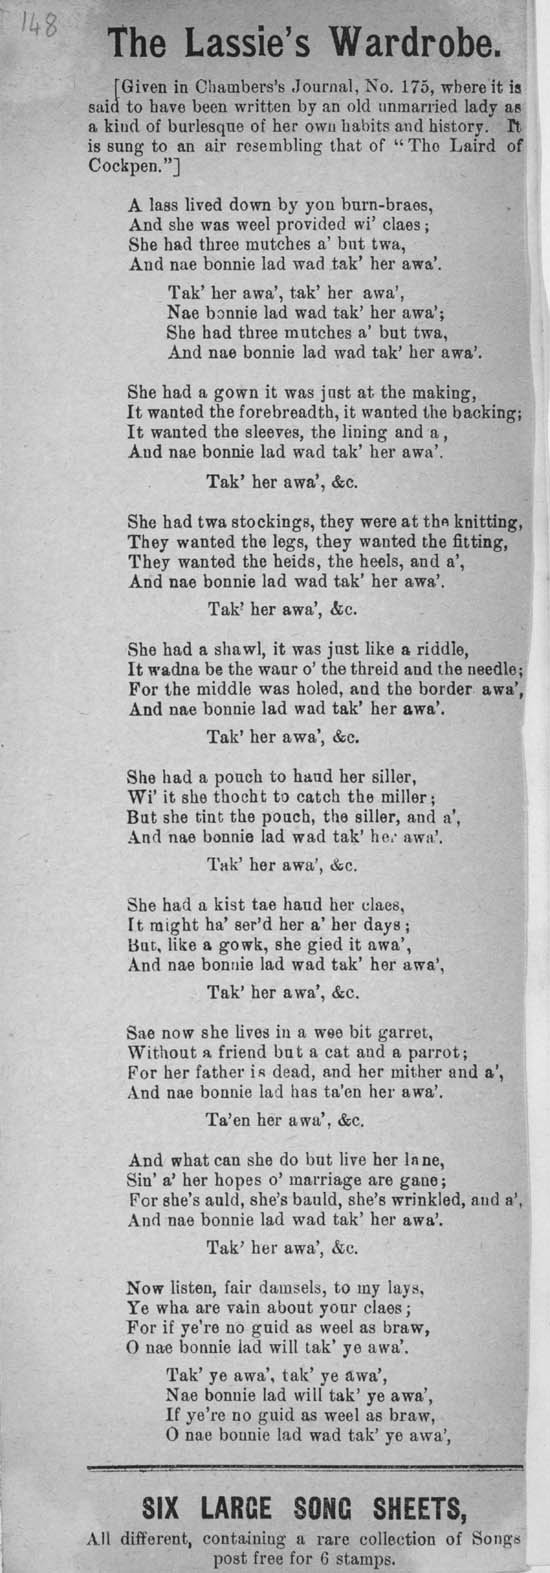 148
The Lassie's Wardrobe.
[Given in Chambers's Journal, No. 175, where it is
said to have been written by an old unmarried lady as
a kind of burlesque of her own habits and history. It
is sung to an air resembling that of "The Laird of
Cockpen."]
A lass lived down by yon burn-braes,
And she was weel provided wi' claes;
She had three mutches a' but twa,
And nae bonnie lad wad tak' her awa'.
Tak' her awa', tak' her awa',
Nae bonnie lad wad tak' her awa';
She had three mutches a' but twa,
And nae bonnie lad wad tak' her awa'.
She had a gown it was just at the making,
It wanted the forebreadth, it wanted the backing;
It wanted the sleeves, the lining and a,
And nae bonnie lad wad tak' her awa'.
Tak' her awa', &c.
She had twa stockings, they were at the knitting,
They wanted the legs, they wanted the fitting,
They wanted the heids, the heels, and a',
And nae bonnie lad wad tak' her awa'.
Tak' her awa', &c.
She had a shawl, it was just like a riddle,
It wadna be the waur o' the threid and the needle;
For the middle was holed, and the border awa',
And nae bonnie lad wad tak' her awa'.
Tak' her awa', &c.
She had a pouch to haud her siller,
Wi' it she thocht to catch the miller;
But she tint the pouch, the siller, and a',
And nae bonnie lad wad tak' her awa'.
Tak' her awa', &c.
She had a kist tae haud her claes,
It might ha' ser'd her a' her days;
But, like a gowk, she gied it awa',
And nae bonnie lad wad tak' her awa',
Tak' her awa', &c.
Sae now she lives in a wee bit garret,
Without a friend but a cat and a parrot;
For her father is dead, and her mither and a',
And nae bonnie lad has ta'en her awa'.
Ta'en her awa', &c.
And what can she do but live her lane,
Sin' a' her hopes o' marriage are gane;
For she's auld, she's bauld, she's wrinkled, and a',
And nae bonnie lad wad tak' her awa'.
Tak' her awa', &c.
Now listen, fair damsels, to my lays,
Ye wha are vain about your claes;
For if ye're no guid as weel as braw,
O nae bonnie lad will tak' ye awa'.
Tak' ye awa', tak' ye awa',
Nae bonnie lad will tak' ye awa',
If ye're no guid as weel as braw,
O nae bonnie lad wad tak' ye awa',
SIX LARGE SONG SHEETS,
All different, containing a rare collection of Songs
post free for 6 stamps.